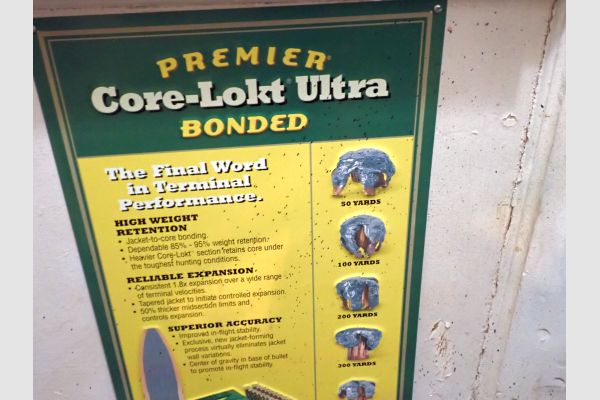 PREMIER®
Core-Lokt® Ultra
BONDED
The Final Word
in Terminal
Performance.
HIGH WEIGHT
RETENTION
• Jacket-to-core bonding.
• Dependable 85% - 95% weight retention.
• Heavier Core-Lokt® section retains core under
the toughest hunting conditions.
RELIABLE EXPANSION
• Consistent 1.8x expansion over a wide range
of terminal velocities.
• Tapered jacket to initiate controlled expansion.
• 50% thicker midsection limits and
controls expansion.
SUPERIOR ACCURACY
• Improved in-flight stability.
• Exclusive, new jacket-forming
process virtually eliminates jacket
wall variations.
• Center of gravity in base of bullet
to promote in-flight stability.
50 YARDS
100 YARDS
200 YARDS
300 YARDS